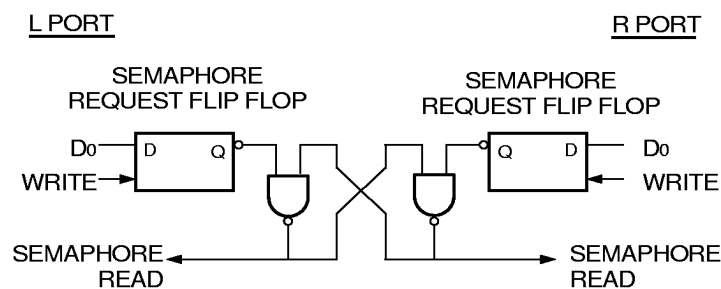 L PORT
R PORT
SEMAPHORE
REQUEST FLIP FLOP
SEMAPHORE
REQUEST FLIP FLOP
D0
D
Q
WRITE
Q
D
D0
WRITE
SEMAPHORE
READ
SEMAPHORE
READ